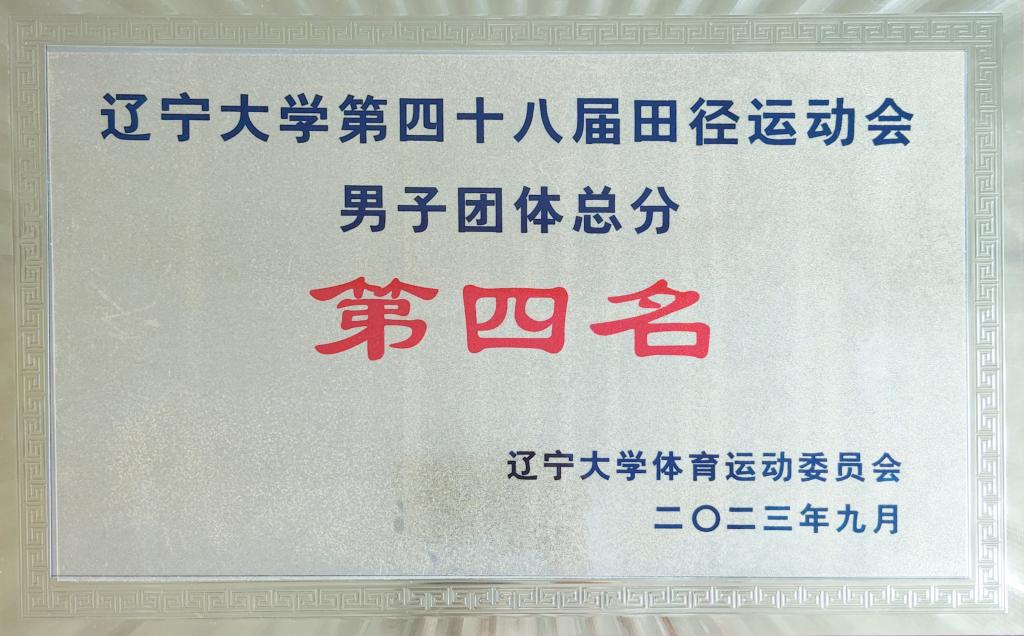 辽宁大学第四十八届田径运动会
男子团体总分
第四名
辽宁大学体育运动委员会
二〇二三年九月